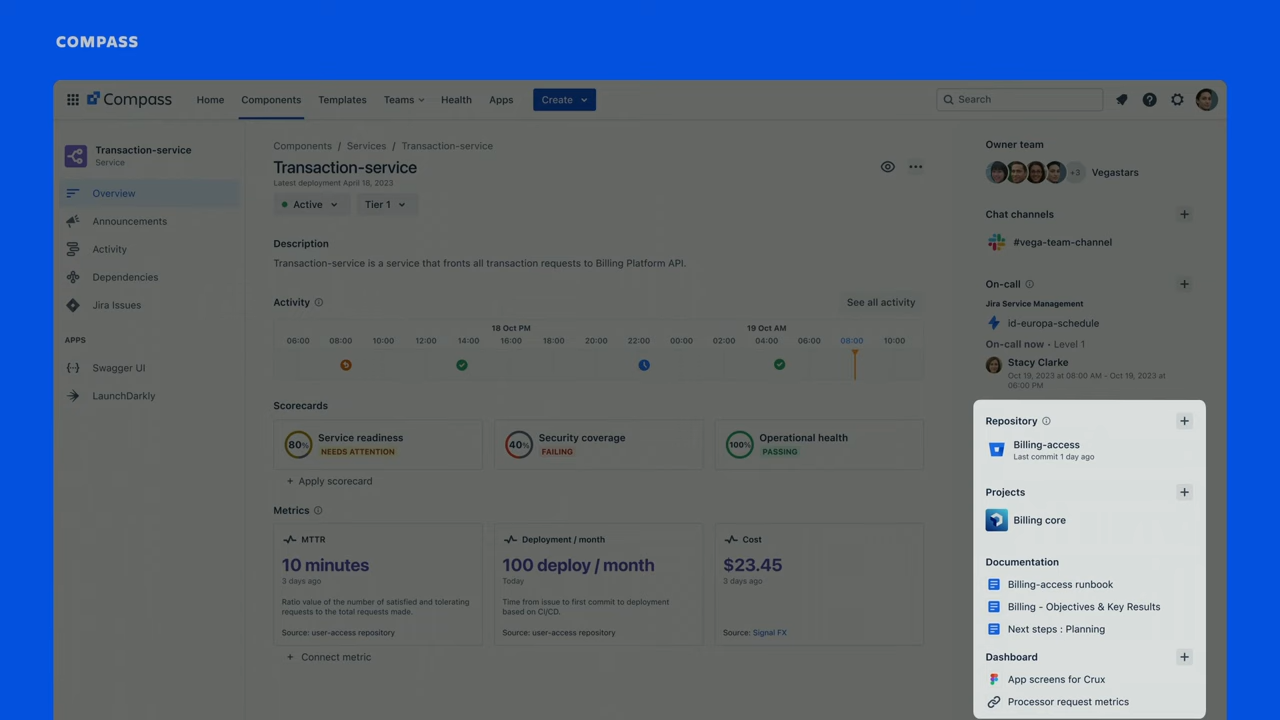 COMPASS
Compass
Home
Components
Templates
Teams
Health
Apps
Create
Search
Transaction-service
Service
Overview
Announcements
Activity
Dependencies
Jira Issues
APPS
Swagger UI
LaunchDarkly
Components / Services / Transaction-service
Transaction-service
Latest deployment April 18, 2023
Active
Tier 1
Description
Transaction-service is a service that fronts all transaction requests to Billing Platform API.
Activity
See all activity
18 Oct PM
19 Oct AM
06:00 08:00 10:00 12:00 14:00 16:00 18:00 20:00 22:00 00:00 02:00 04:00 06:00 08:00 10:00
Scorecards
80%
Service readiness
NEEDS ATTENTION
40%
Security coverage
FAILING
100%
Operational health
PASSING
+ Apply scorecard
Metrics
MTTR
10 minutes
3 days ago
Ratio value of the number of satisfied and tolerating
requests to the total requests made.
Source: user-access repository
Deployment / month
100 deploy / month
Today
Time from issue to first commit to deployment
based on CI/CD.
Source: user-access repository
Cost
$23.45
3 days ago
Source: Signal FX
+ Connect metric
Owner team
+3
Vegastars
Chat channels
#vega-team-channel
On-call
Jira Service Management
id-europa-schedule
On-call now • Level 1
Stacy Clarke
Oct 19, 2023 at 08:00 AM - Oct 19, 2023 at
06:00 PM
Repository
Billing-access
Last commit 1 day ago
Projects
Billing core
Documentation
Billing-access runbook
Billing - Objectives & Key Results
Next steps : Planning
Dashboard
App screens for Crux
Processor request metrics